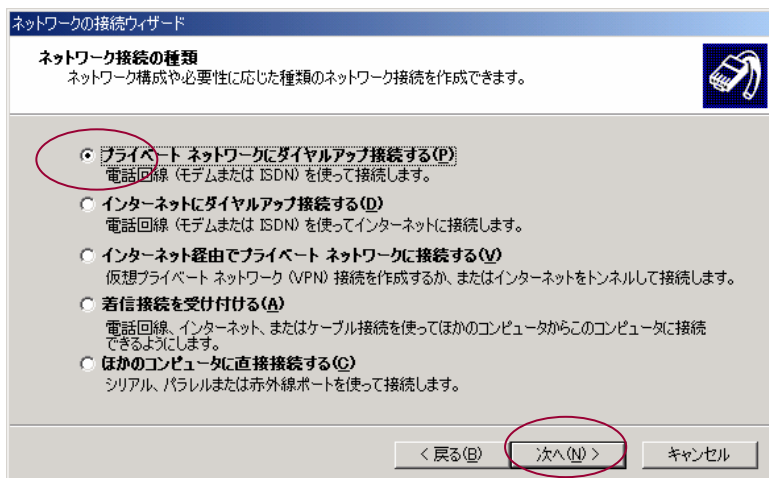 ネットワークの接続ウィザード
ネットワーク接続の種類
ネットワーク構成や必要性に応じた種類のネットワーク接続を作成できます。
プライベート ネットワークにダイヤルアップ接続する(P)
電話回線 (モデムまたは ISDN) を使って接続します。
インターネットにダイヤルアップ接続する(D)
電話回線 (モデムまたは ISDN) を使ってインターネットに接続します。
インターネット経由でプライベート ネットワークに接続する(V)
仮想プライベート ネットワーク (VPN) 接続を作成するか、またはインターネットをトンネルして接続します。
着信接続を受け付ける(A)
電話回線、インターネット、またはケーブル接続を使ってほかのコンピュータからこのコンピュータに接続
できるようにします。
ほかのコンピュータに直接接続する(C)
シリアル、パラレルまたは赤外線ポートを使って接続します。
< 戻る(B) 次へ(N) > キャンセル